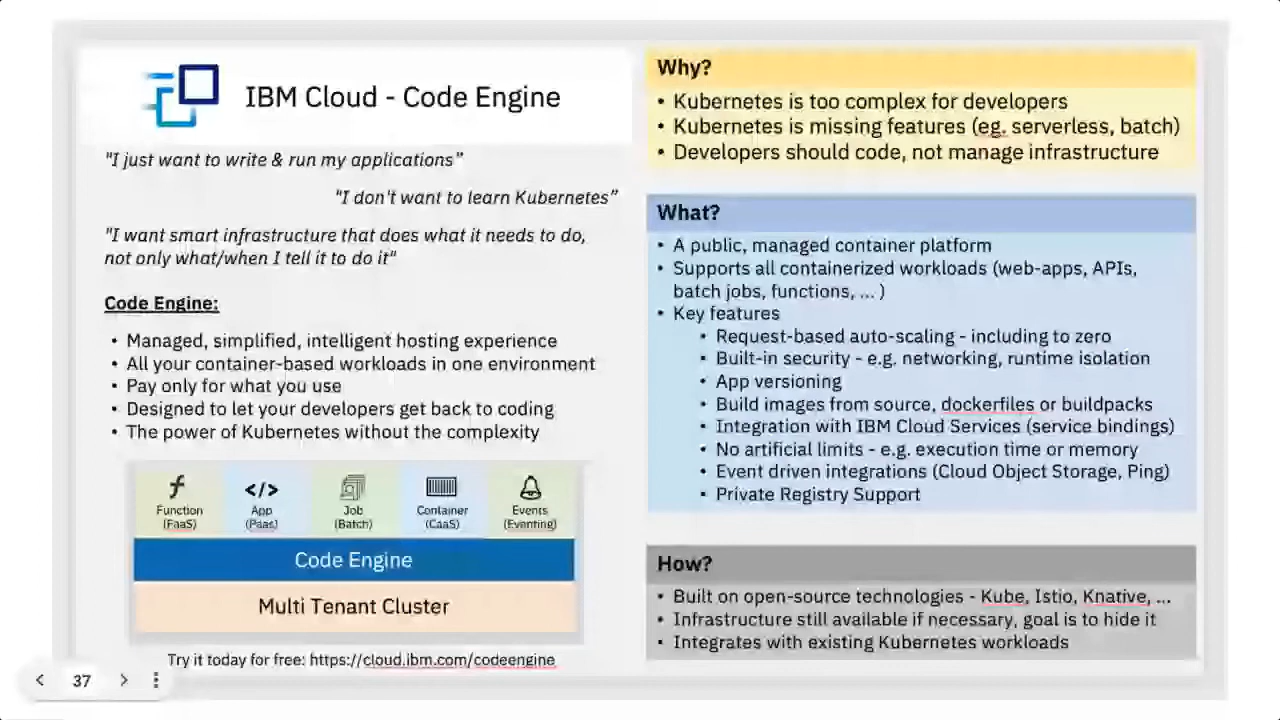 IBM Cloud - Code Engine
"I just want to write & run my applications”
"I don't want to learn Kubernetes”
"I want smart infrastructure that does what it needs to do,
not only what/when I tell it to do it"
Code Engine:
• Managed, simplified, intelligent hosting experience
• All your container-based workloads in one environment
• Pay only for what you use
• Designed to let your developers get back to coding
• The power of Kubernetes without the complexity
Function
(FaaS)
</>
App
(Paas)
Job
(Batch)
Container
(CaaS)
Events
(Eventing)
Code Engine
Multi Tenant Cluster
Try it today for free: https://cloud.ibm.com/codeengine
37
Why?
• Kubernetes is too complex for developers
• Kubernetes is missing features (eg. serverless, batch)
• Developers should code, not manage infrastructure
What?
• A public, managed container platform
• Supports all containerized workloads (web-apps, APIs,
batch jobs, functions, ... )
• Key features
• Request-based auto-scaling - including to zero
• Built-in security - e.g. networking, runtime isolation
• App versioning
• Build images from source, dockerfiles or buildpacks
• Integration with IBM Cloud Services (service bindings)
• No artificial limits - e.g. execution time or memory
• Event driven integrations (Cloud Object Storage, Ping)
• Private Registry Support
How?
• Built on open-source technologies - Kube, Istio, Knative, ...
• Infrastructure still available if necessary, goal is to hide it
• Integrates with existing Kubernetes workloads